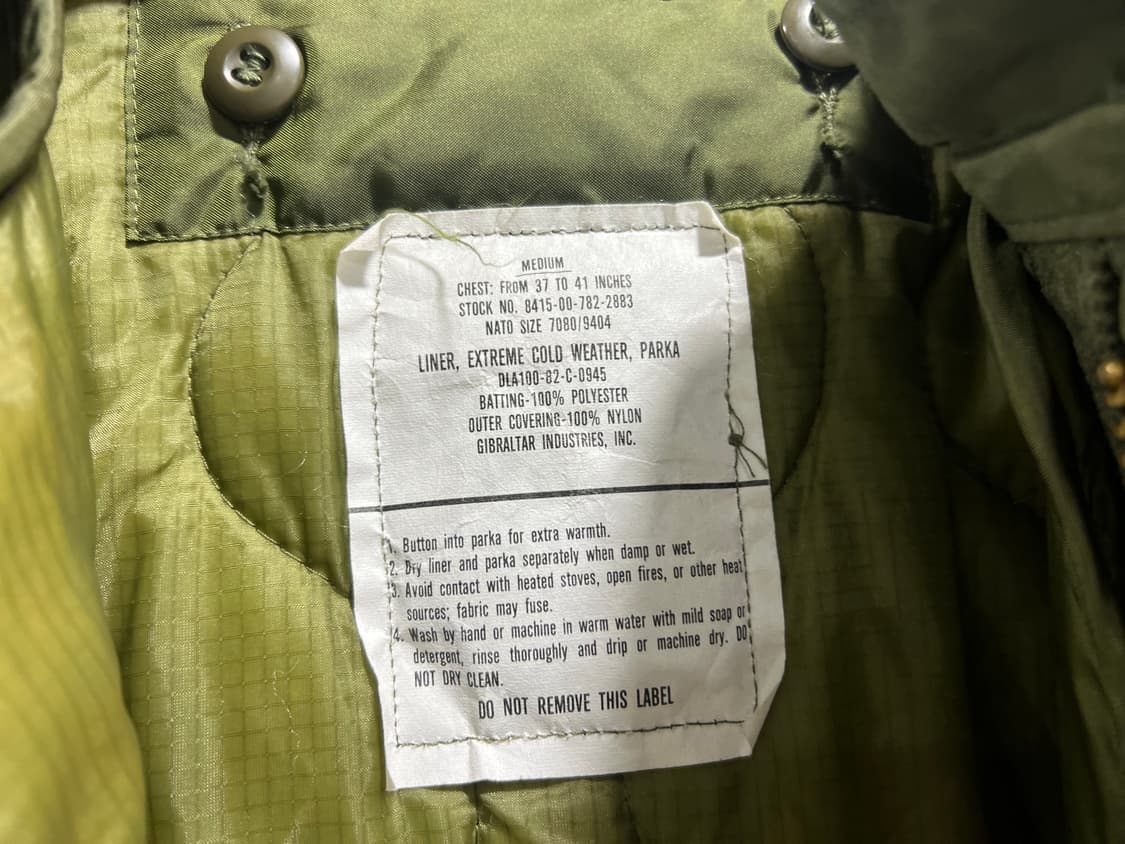 MEDIUM
CHEST: FROM 37 TO 41 INCHES
STOCK NO. 8415-00-782-2883
NATO SIZE 7080/9404
LINER, EXTREME COLD WEATHER, PARKA
DLA100-82-C-0945
BATTING-100% POLYESTER
OUTER COVERING-100% NYLON
GIBRALTAR INDUSTRIES, INC.
1. Button into parka for extra warmth.
2. Dry liner and parka separately when damp or wet.
3. Avoid contact with heated stoves, open fires, or other heat
sources; fabric may fuse.
4. Wash by hand or machine in warm water with mild soap or
detergent, rinse thoroughly and drip or machine dry. DO
NOT DRY CLEAN.
DO NOT REMOVE THIS LABEL